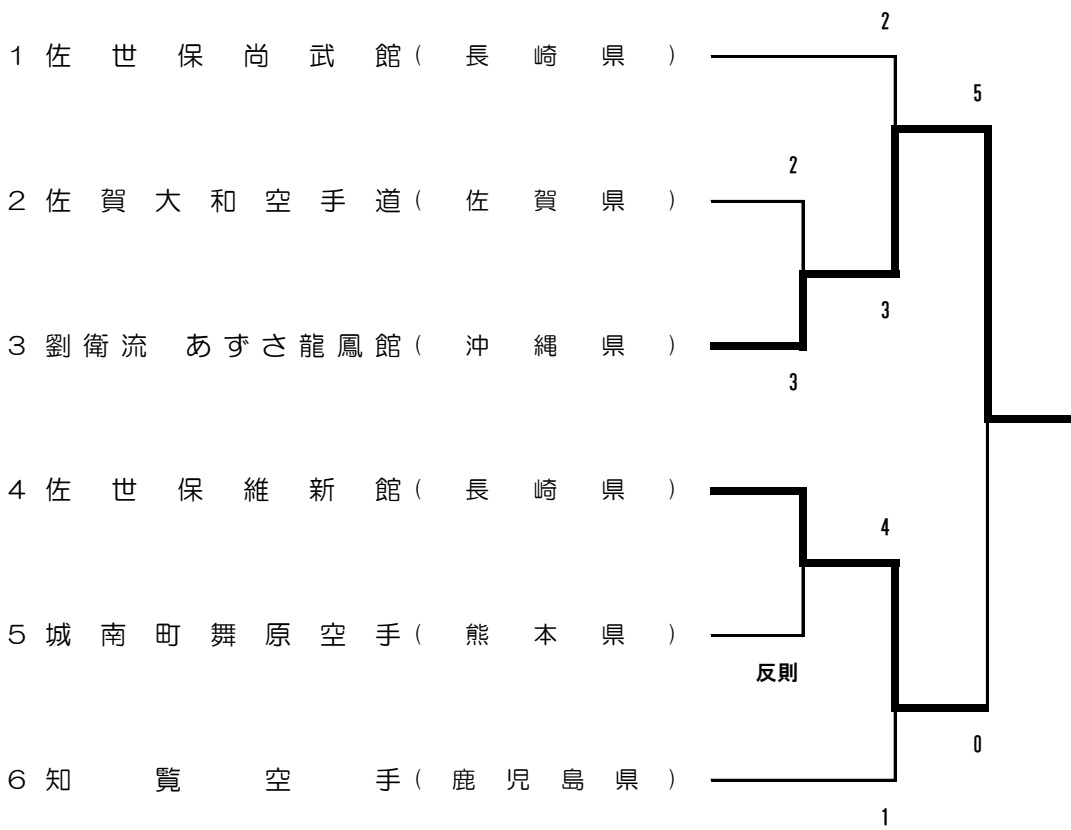 2
1 佐世保尚武館(長崎県)
5
2
2 佐賀大和空手道(佐賀県)
3
3 劉衛流 あずさ龍鳳館(沖縄県)
3
4 佐世保維新館(長崎県)
4
5 城南町舞原空手(熊本県)
反則
0
6 知覧空手(鹿児島県)
1